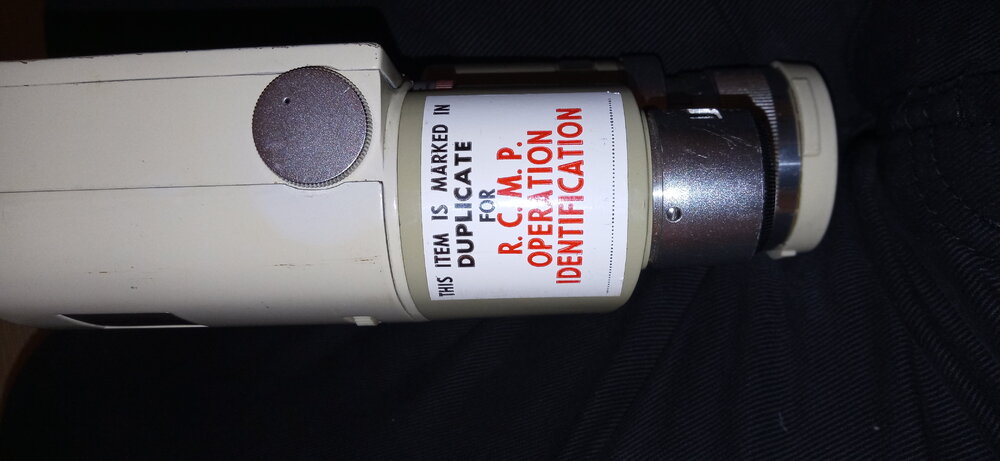 THIS ITEM IS MARKED IN
DUPLICATE
FOR
R. C. M. P.
OPERATION
IDENTIFICATION